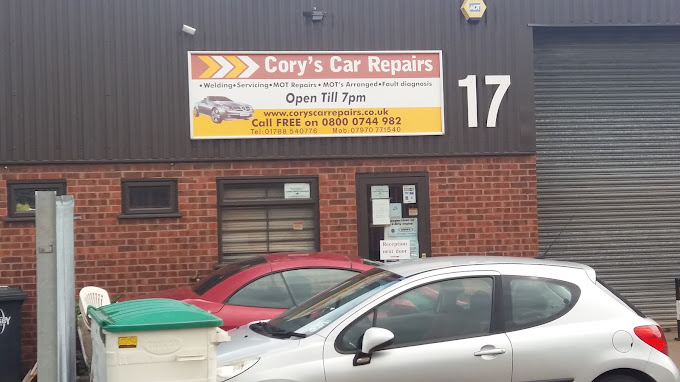 Cory's Car Repairs
•Welding•Servicing•MOT Repairs •MOT's Arranged•Fault diagnosis
Open Till 7pm
www.coryscarrepairs.co.uk
Call FREE on 0800 0744 982
Tel:01788 540776 Mob:07970 771540
17
Reception
next door